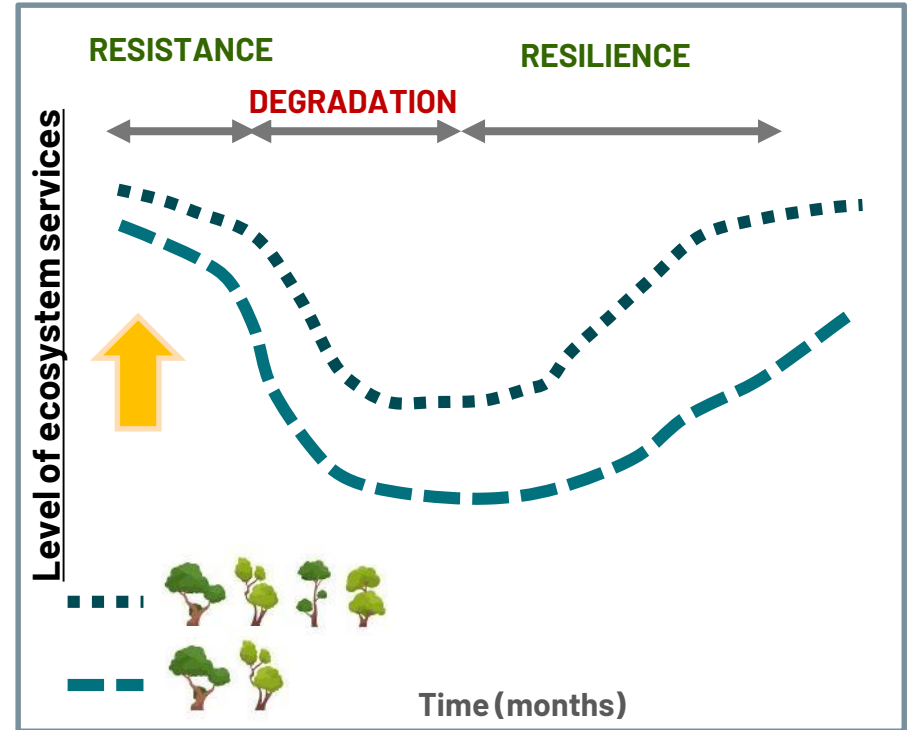 RESISTANCE
RESILIENCE
DEGRADATION
Level of ecosystem services
Time (months)